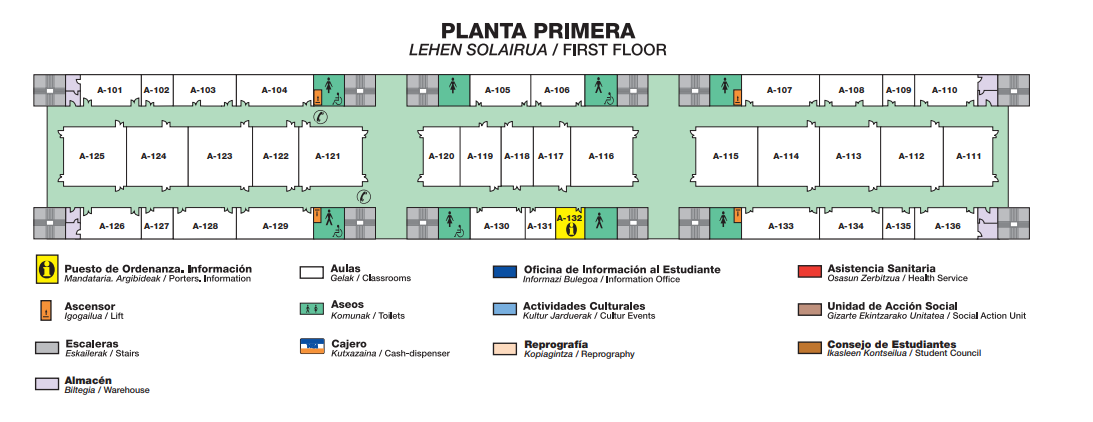 PLANTA PRIMERA
LEHEN SOLAIRUA / FIRST FLOOR
A-101 A-102 A-103 A-104 A-105 A-106 A-107 A-108 A-109 A-110
A-125 A-124 A-123 A-122 A-121 A-120 A-119 A-118 A-117 A-116 A-115 A-114 A-113 A-112 A-111
A-126 A-127 A-128 A-129 A-130 A-131 A-132 A-133 A-134 A-135 A-136
Puesto de Ordenanza. Información
Mandataria. Argibideak / Porters. Information
Aulas
Gelak / Classrooms
Oficina de Información al Estudiante
Informazi Bulegoa / Information Office
Asistencia Sanitaria
Osasun Zerbitzua / Health Service
Ascensor
Igogailua / Lift
Aseos
Komunak / Toilets
Actividades Culturales
Kultur Jarduerak / Cultur Events
Unidad de Acción Social
Gizarte Ekintzarako Unitatea / Social Action Unit
Escaleras
Eskailerak / Stairs
Cajero
Kutxazaina / Cash-dispenser
Reprografía
Kopiagintza / Reprography
Consejo de Estudiantes
Ikasleen Kontseilua / Student Council
Almacén
Biltegia / Warehouse